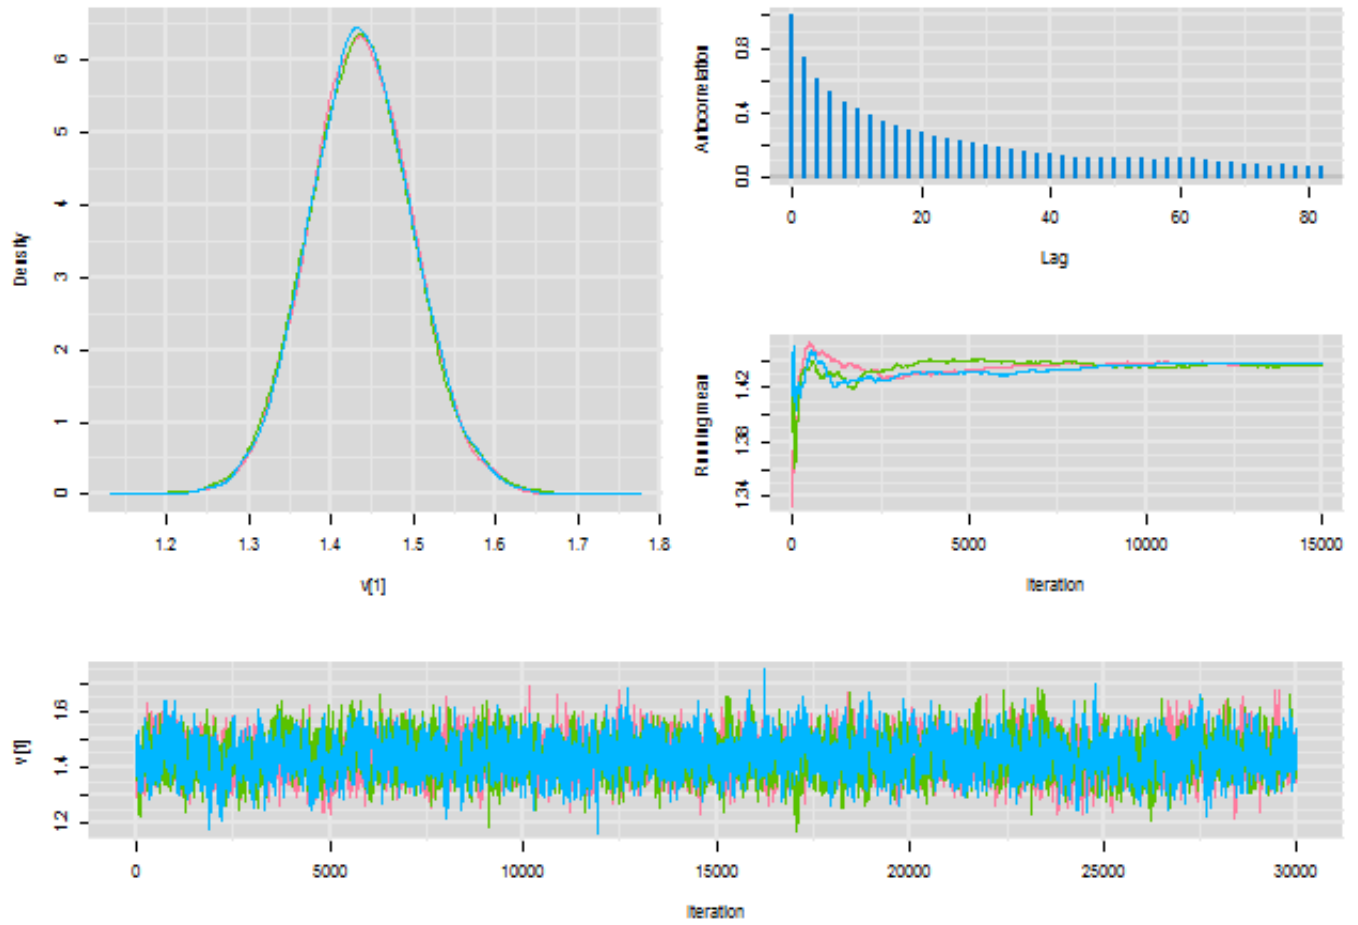 Density
6
5
4
3
2
1
0
1.2 1.3 1.4 1.5 1.6 1.7 1.8
v[1]
Autocorrelation
0.8
0.4
0.0
0 20 40 60 80
Lag
Running mean
1.42
1.38
1.34
0 5000 10000 15000
Iteration
v[1]
1.6
1.4
1.2
0 5000 10000 15000 20000 25000 30000
Iteration